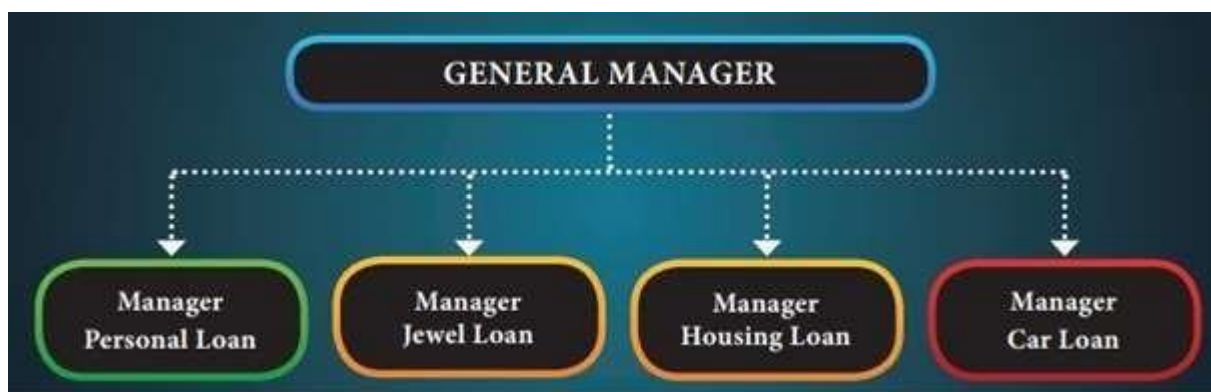 GENERAL MANAGER
Manager
Personal Loan
Manager
Jewel Loan
Manager
Housing Loan
Manager
Car Loan